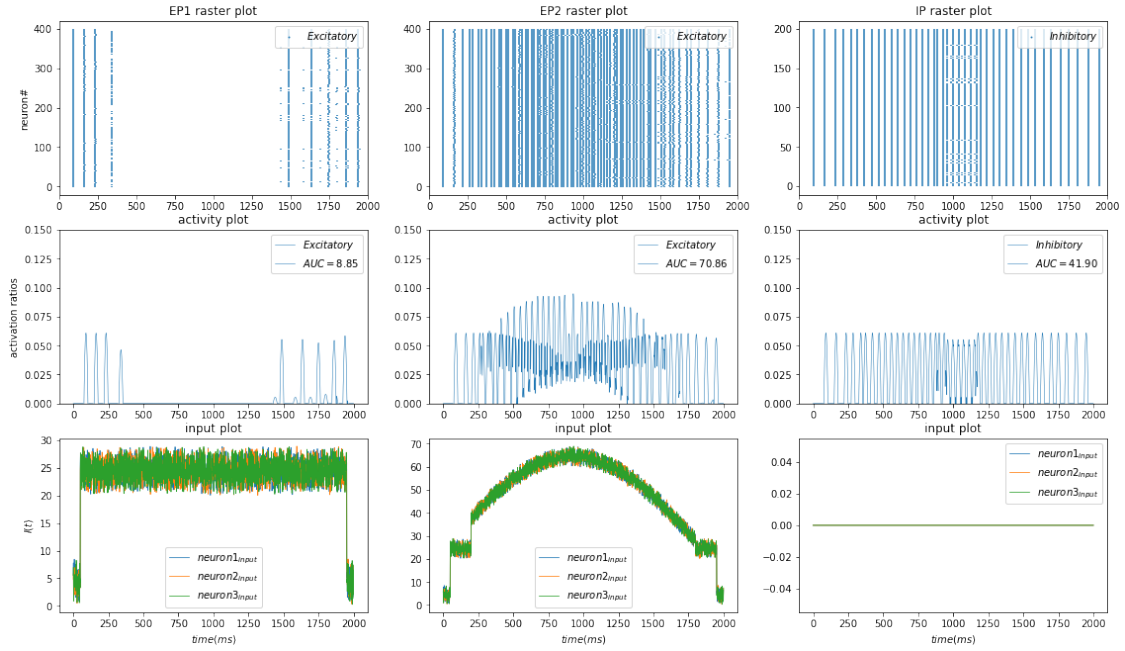 EP1 raster plot
EP2 raster plot
IP raster plot
neuron#
400
300
200
100
0
Excitatory
0 250 500 750 1000 1250 1500 1750 2000
400
300
200
100
0
Excitatory
0 250 500 750 1000 1250 1500 1750 2000
200
150
100
50
0
Inhibitory
0 250 500 750 1000 1250 1500 1750 2000
activity plot
activity plot
activity plot
activation ratios
0.150
0.125
0.100
0.075
0.050
0.025
0.000
Excitatory
AUC = 8.85
0 250 500 750 1000 1250 1500 1750 2000
0.150
0.125
0.100
0.075
0.050
0.025
0.000
Excitatory
AUC = 70.86
0 250 500 750 1000 1250 1500 1750 2000
0.150
0.125
0.100
0.075
0.050
0.025
0.000
Inhibitory
AUC = 41.90
0 250 500 750 1000 1250 1500 1750 2000
input plot
input plot
input plot
I(t)
30
25
20
15
10
5
0
neuron1input
neuron2input
neuron3input
0 250 500 750 1000 1250 1500 1750 2000
time(ms)
70
60
50
40
30
20
10
0
neuron1input
neuron2input
neuron3input
0 250 500 750 1000 1250 1500 1750 2000
time(ms)
0.04
0.02
0.00
−0.02
−0.04
neuron1input
neuron2input
neuron3input
0 250 500 750 1000 1250 1500 1750 2000
time(ms)